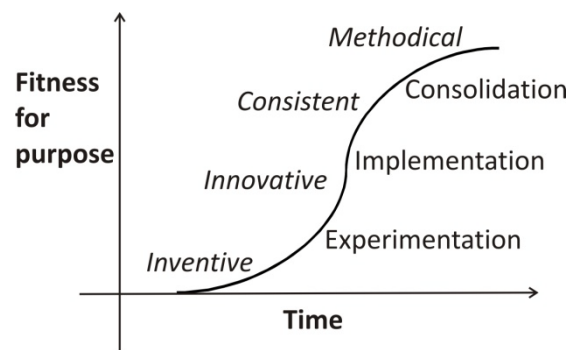 Methodical
Fitness
for
purpose
Consistent
Consolidation
Innovative
Implementation
Experimentation
Inventive
Time